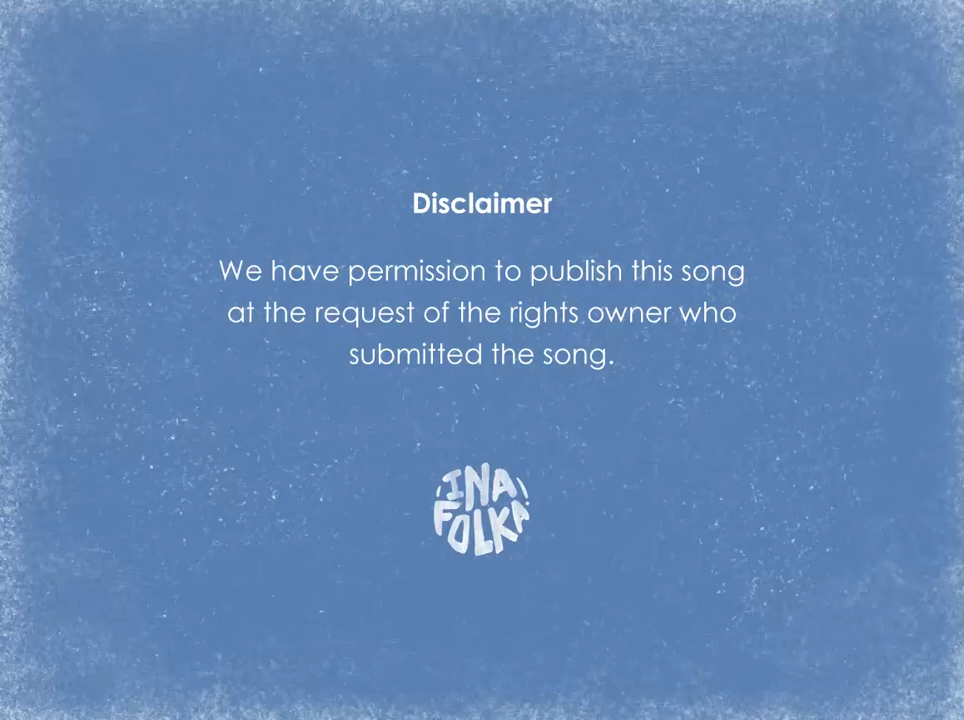 Disclaimer
We have permission to publish this song
at the request of the rights owner who
submitted the song.
INA
FOLKA